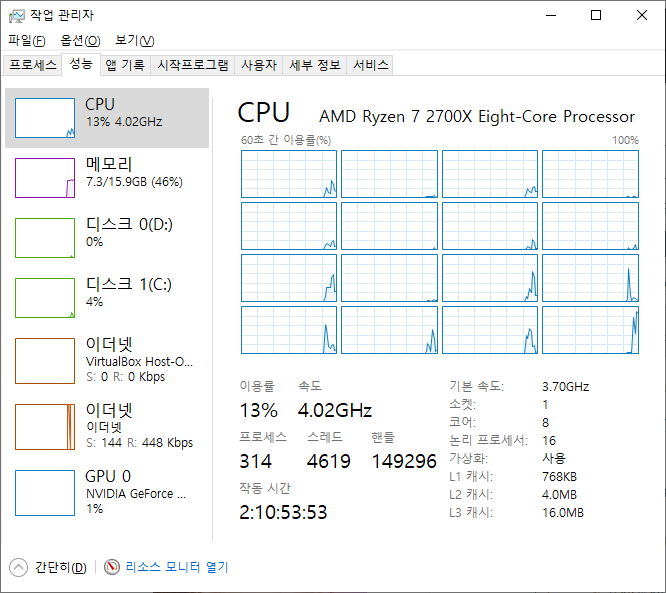 작업 관리자
파일(F) 옵션(O) 보기(V)
프로세스 성능 앱 기록 시작프로그램 사용자 세부 정보 서비스
CPU
13% 4.02GHz
메모리
7.3/15.9GB (46%)
디스크 0(D:)
0%
디스크 1(C:)
4%
이더넷
VirtualBox Host-O...
S: 0 R: 0 Kbps
이더넷
이더넷
S: 144 R: 448 Kbps
GPU 0
NVIDIA GeForce ...
1%
CPU AMD Ryzen 7 2700X Eight-Core Processor
60초 간 이용률(%) 100%
이용률 속도
13% 4.02GHz
프로세스 스레드 핸들
314 4619 149296
작동 시간
2:10:53:53
기본 속도: 3.70GHz
소켓: 1
코어: 8
논리 프로세서: 16
가상화: 사용
L1 캐시: 768KB
L2 캐시: 4.0MB
L3 캐시: 16.0MB
간단히(D) 리소스 모니터 열기